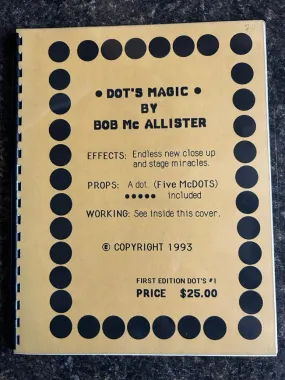 • DOT'S MAGIC •
BY
BOB Mc ALLISTER
EFFECTS: Endless new close up
and stage miracles.
PROPS: A dot. (Five McDOTS)
••••• included
WORKING: See inside this cover.
© COPYRIGHT 1993
FIRST EDITION DOT'S #1
PRICE $25.00